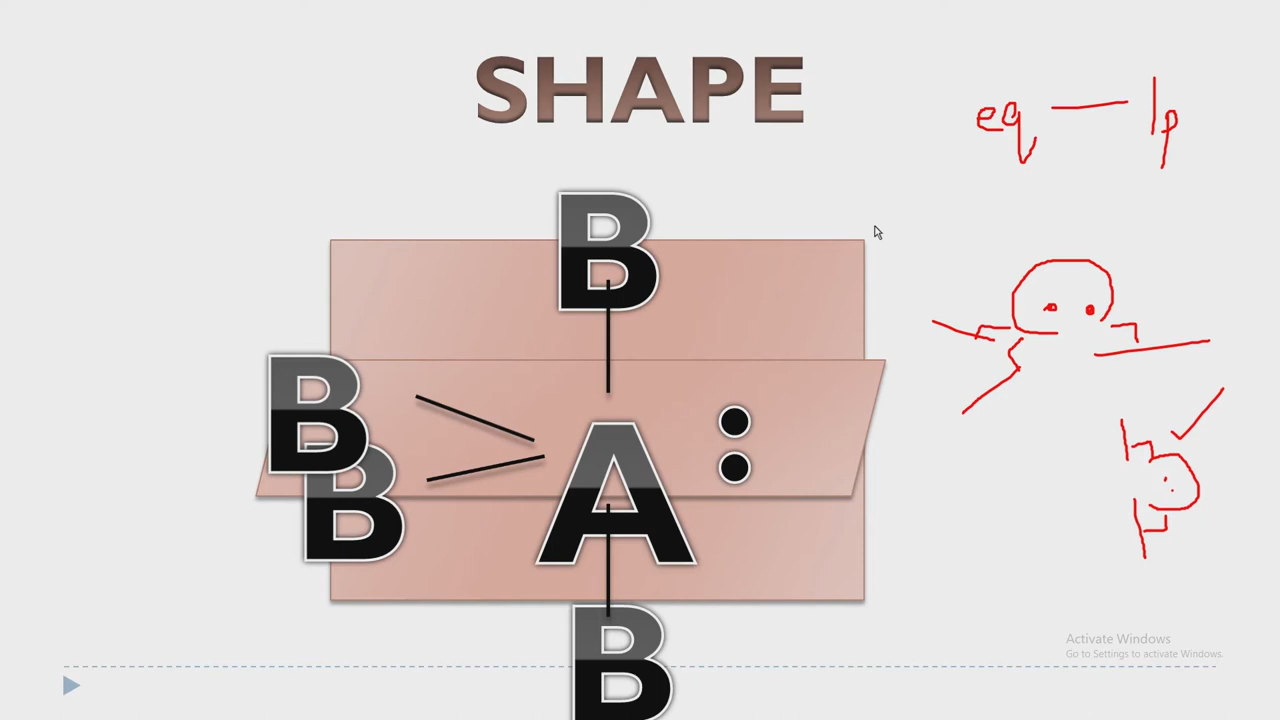 SHAPE
eq — lp
B
B
B
A :
B
Activate Windows
Go to Settings to activate Windows.